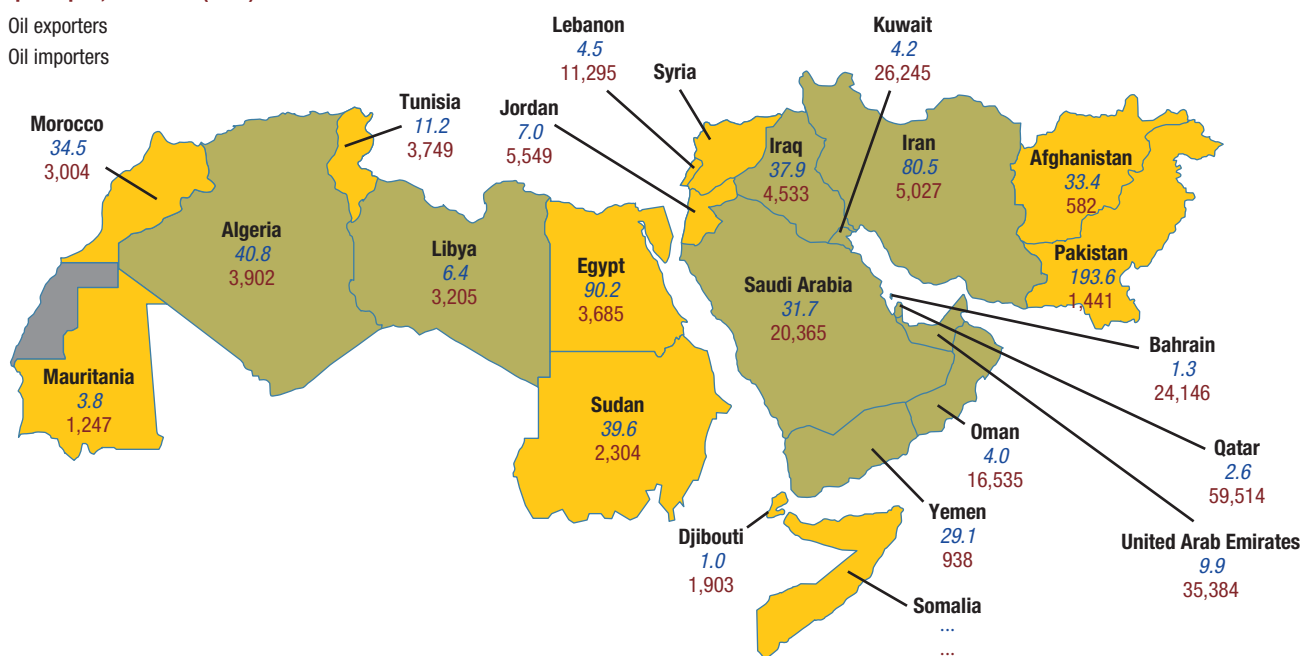 Oil exporters
Oil importers
Lebanon
4.5
11,295
Kuwait
4.2
26,245
Syria
Tunisia
11.2
3,749
Jordan
7.0
5,549
Morocco
34.5
3,004
Iraq
37.9
4,533
Iran
80.5
5,027
Afghanistan
33.4
582
Algeria
40.8
3,902
Libya
6.4
3,205
Egypt
90.2
3,685
Saudi Arabia
31.7
20,365
Pakistan
193.6
1,441
Bahrain
1.3
24,146
Mauritania
3.8
1,247
Sudan
39.6
2,304
Oman
4.0
16,535
Qatar
2.6
59,514
Yemen
29.1
938
Djibouti
1.0
1,903
United Arab Emirates
9.9
35,384
Somalia
...
...